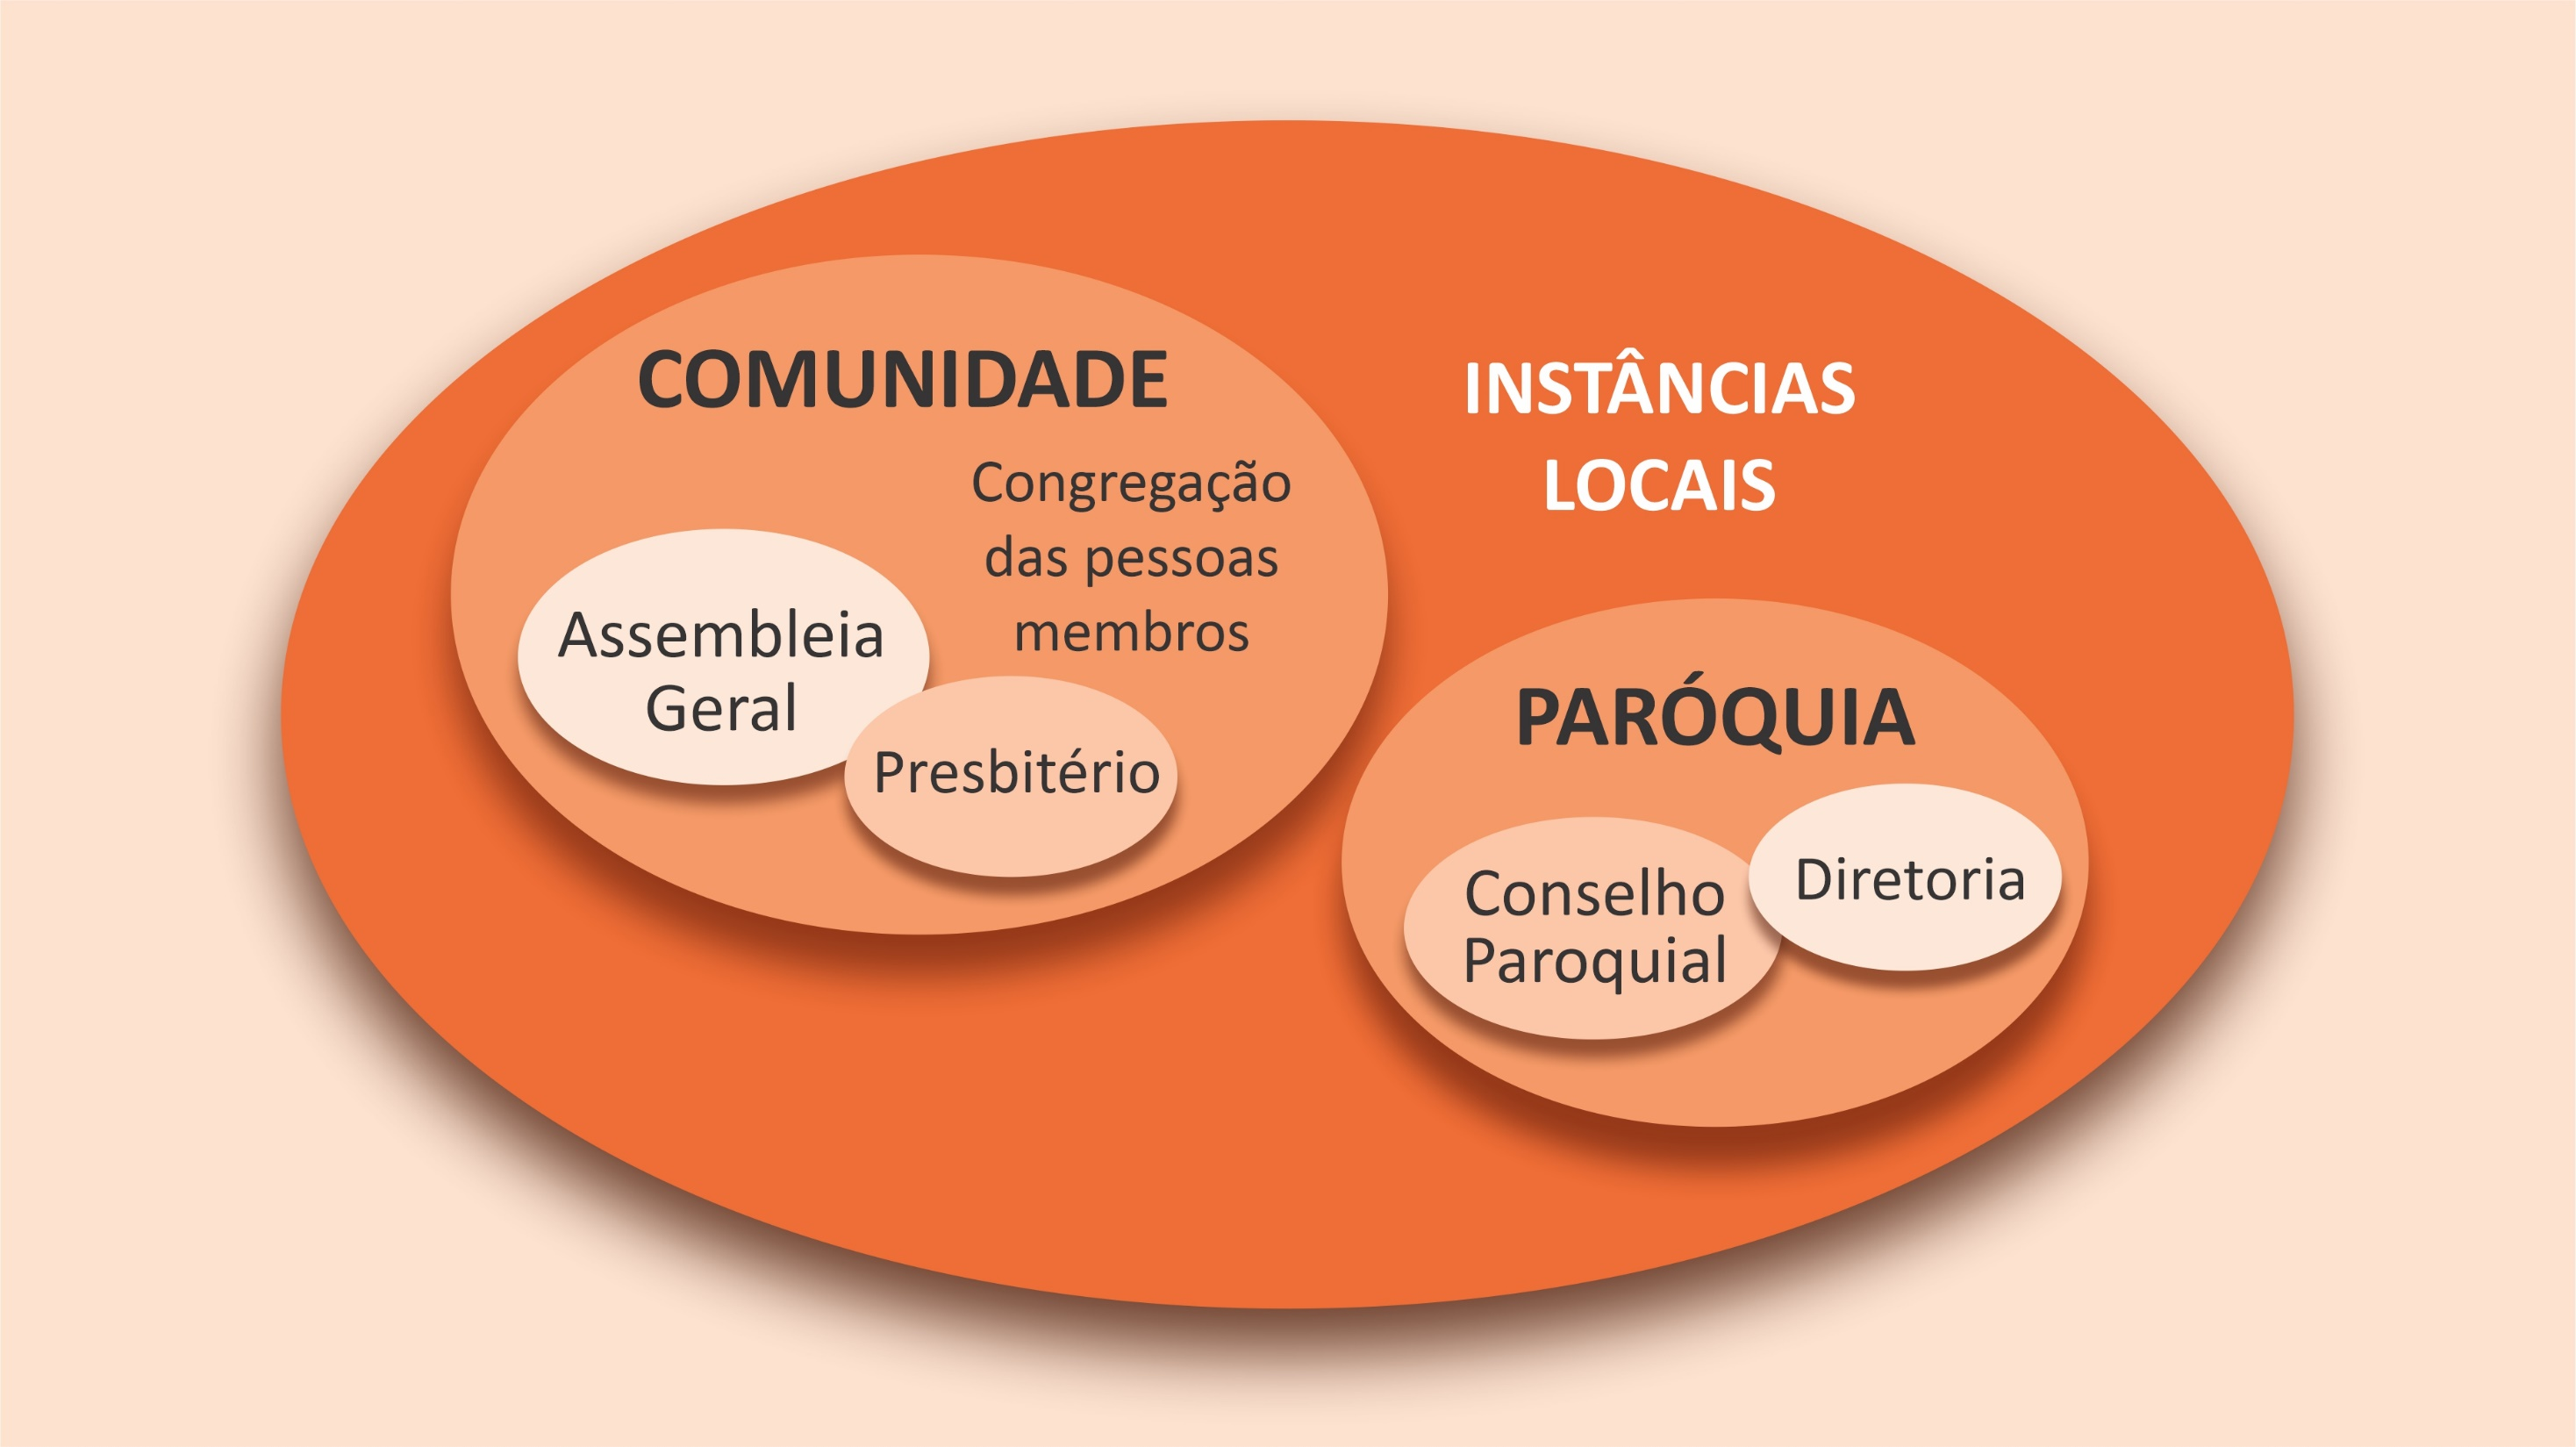 COMUNIDADE
Congregação
das pessoas
membros
Assembleia
Geral
Presbitério
INSTÂNCIAS
LOCAIS
PARÓQUIA
Conselho
Paroquial
Diretoria